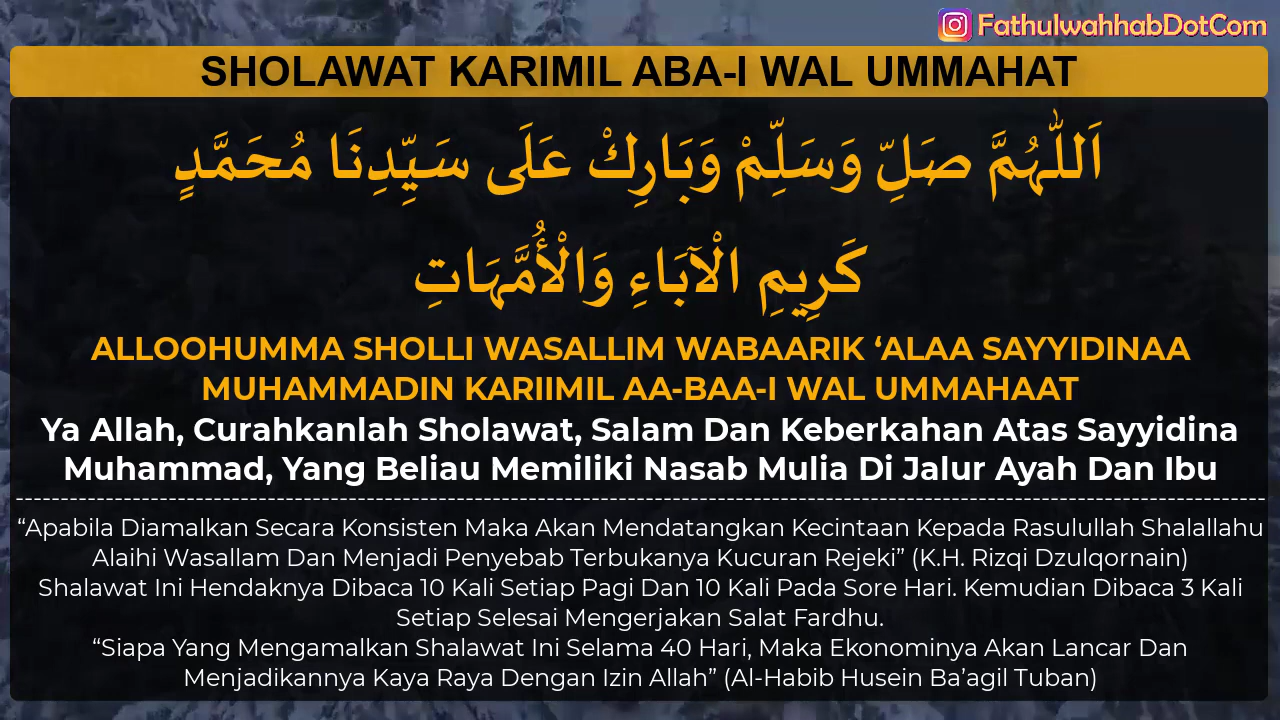 FathulwahhabDotCom
SHOLAWAT KARIMIL ABA-I WAL UMMAHAT
اَللّٰهُمَّ صَلِّ وَسَلِّمْ وَبَارِكْ عَلَى سَيِّدِنَا مُحَمَّدٍ
كَرِيمِ الْآبَاءِ وَالْأُمَّهَاتِ
ALLOOHUMMA SHOLLI WASALLIM WABAARIK ‘ALAA SAYYIDINAA
MUHAMMADIN KARIIMIL AA-BAA-I WAL UMMAHAAT
Ya Allah, Curahkanlah Sholawat, Salam Dan Keberkahan Atas Sayyidina
Muhammad, Yang Beliau Memiliki Nasab Mulia Di Jalur Ayah Dan Ibu
“Apabila Diamalkan Secara Konsisten Maka Akan Mendatangkan Kecintaan Kepada Rasulullah Shalallahu
Alaihi Wasallam Dan Menjadi Penyebab Terbukanya Kucuran Rejeki” (K.H. Rizqi Dzulqornain)
Shalawat Ini Hendaknya Dibaca 10 Kali Setiap Pagi Dan 10 Kali Pada Sore Hari. Kemudian Dibaca 3 Kali
Setiap Selesai Mengerjakan Salat Fardhu.
“Siapa Yang Mengamalkan Shalawat Ini Selama 40 Hari, Maka Ekonominya Akan Lancar Dan
Menjadikannya Kaya Raya Dengan Izin Allah” (Al-Habib Husein Ba’agil Tuban)